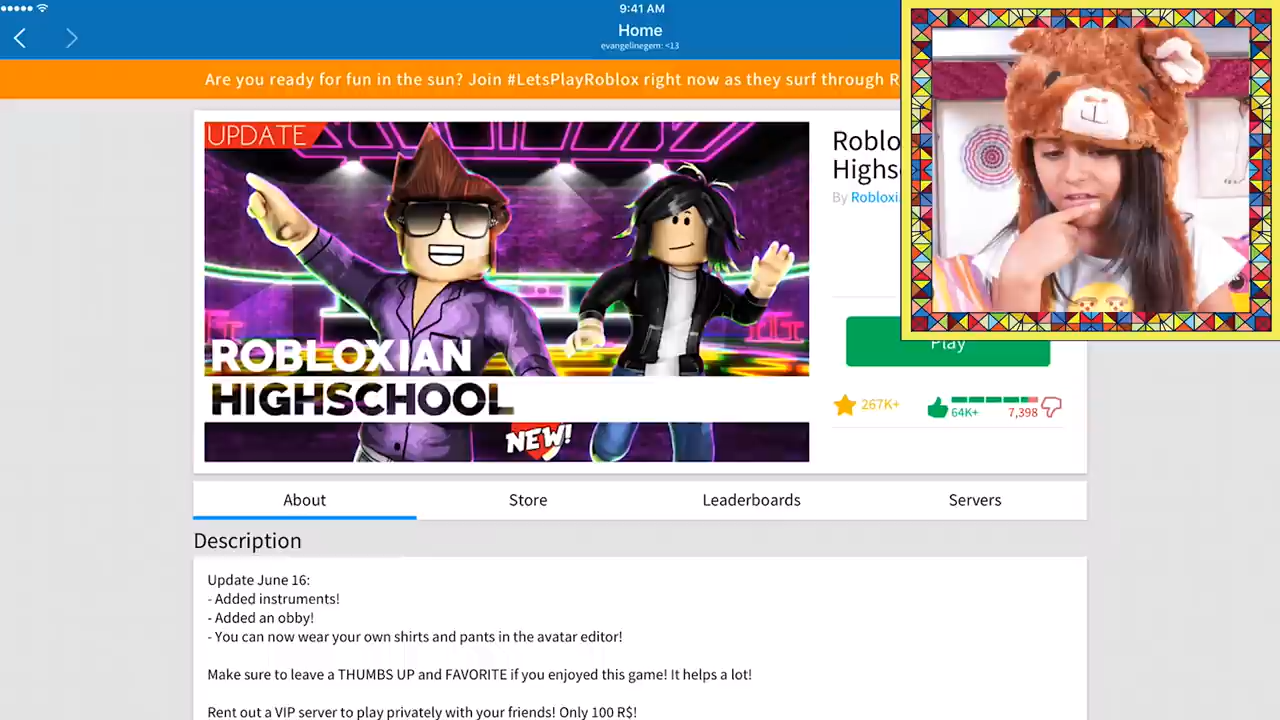 9:41 AM
Home
evangelinegem: <13
Are you ready for fun in the sun? Join #LetsPlayRoblox right now as they surf through R
UPDATE
ROBLOXIAN
HIGHSCHOOL
NEW!
Roblo
Highs
By Robloxi
Play
267K+
64K+
7,398
About
Store
Leaderboards
Servers
Description
Update June 16:
- Added instruments!
- Added an obby!
- You can now wear your own shirts and pants in the avatar editor!
Make sure to leave a THUMBS UP and FAVORITE if you enjoyed this game! It helps a lot!
Rent out a VIP server to play privately with your friends! Only 100 R$!